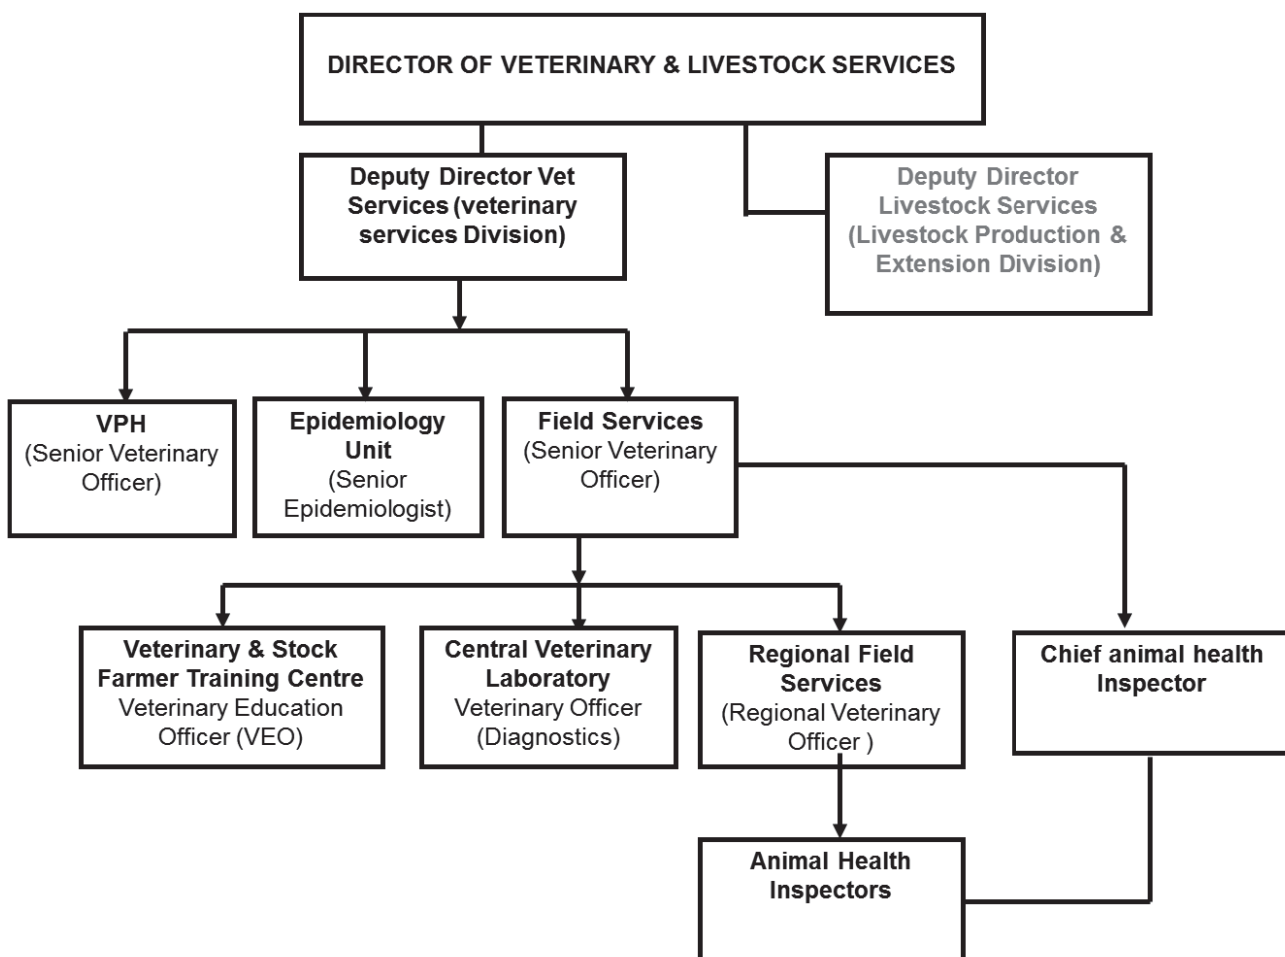 DIRECTOR OF VETERINARY & LIVESTOCK SERVICES
Deputy Director Vet
Services (veterinary
services Division)
Deputy Director
Livestock Services
(Livestock Production &
Extension Division)
VPH
(Senior Veterinary
Officer)
Epidemiology
Unit
(Senior
Epidemiologist)
Field Services
(Senior Veterinary
Officer)
Veterinary & Stock
Farmer Training Centre
Veterinary Education
Officer (VEO)
Central Veterinary
Laboratory
Veterinary Officer
(Diagnostics)
Regional Field
Services
(Regional Veterinary
Officer )
Chief animal health
Inspector
Animal Health
Inspectors